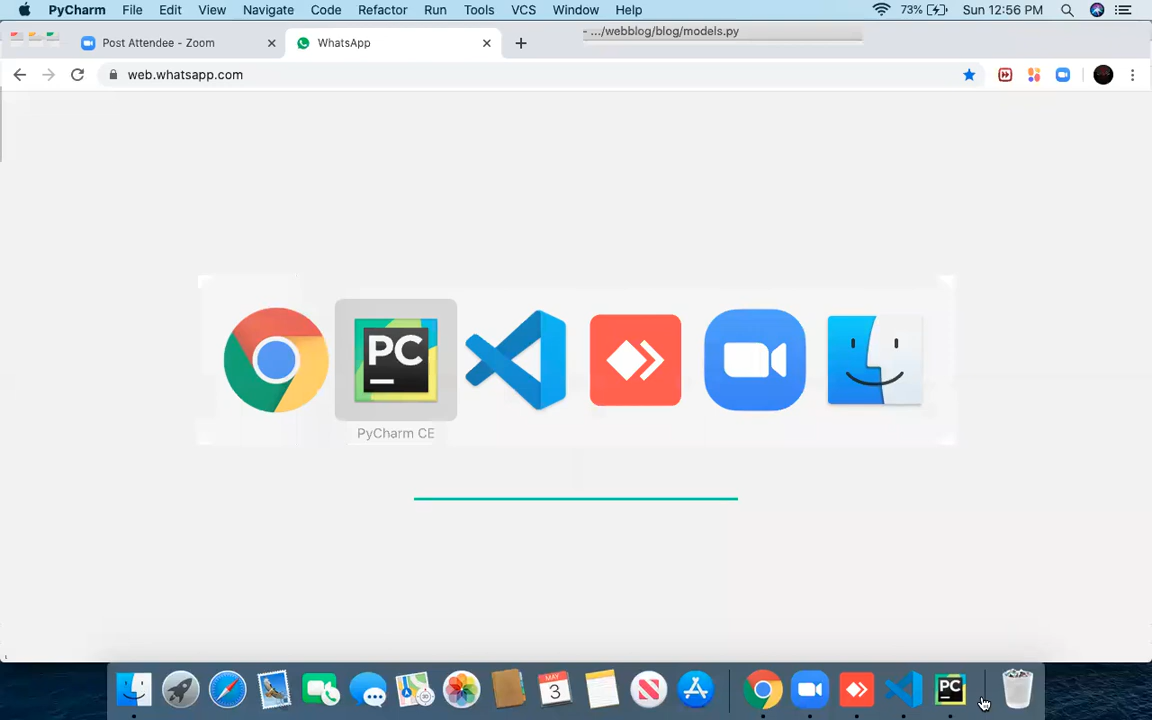 PyCharm File Edit View Navigate Code Refactor Run Tools VCS Window Help 73% Sun 12:56 PM
Post Attendee - Zoom WhatsApp - .../webblog/blog/models.py
web.whatsapp.com
PC
PyCharm CE
MAY
3
PC